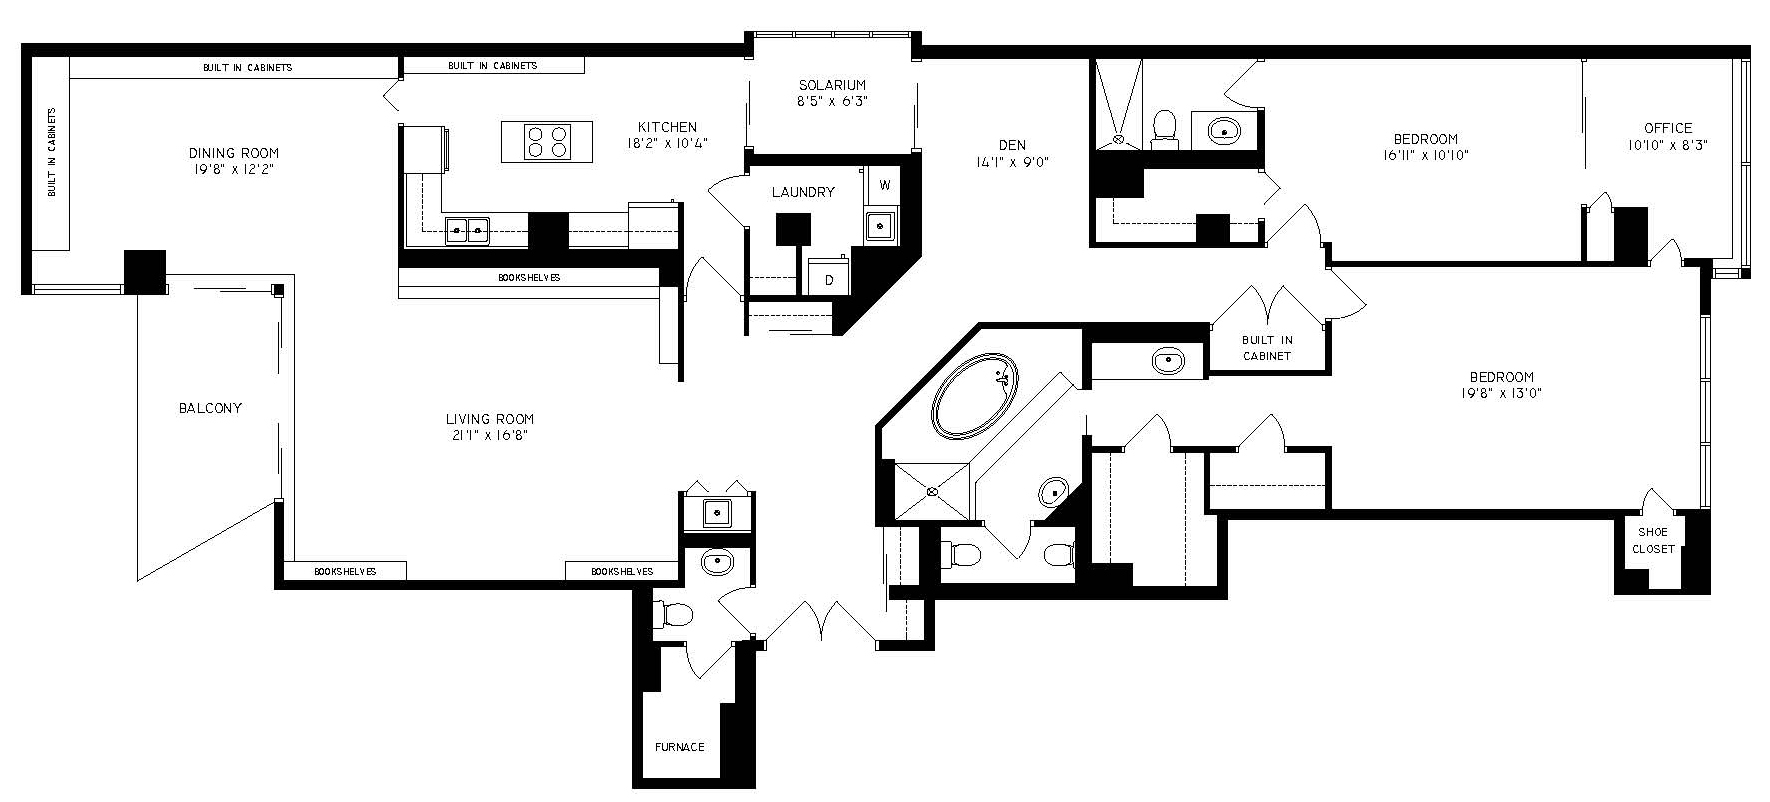 BUILT IN CABINETS
BUILT IN CABINETS
BUILT IN CABINETS
DINING ROOM
19'8" x 12'2"
KITCHEN
18'2" x 10'4"
SOLARIUM
8'5" x 6'3"
LAUNDRY
W
D
DEN
14'1" x 9'0"
BEDROOM
16'11" x 10'10"
OFFICE
10'10" x 8'3"
BOOKSHELVES
BALCONY
LIVING ROOM
21'1" x 16'8"
BUILT IN
CABINET
BEDROOM
19'8" x 13'0"
SHOE
CLOSET
BOOKSHELVES
BOOKSHELVES
FURNACE